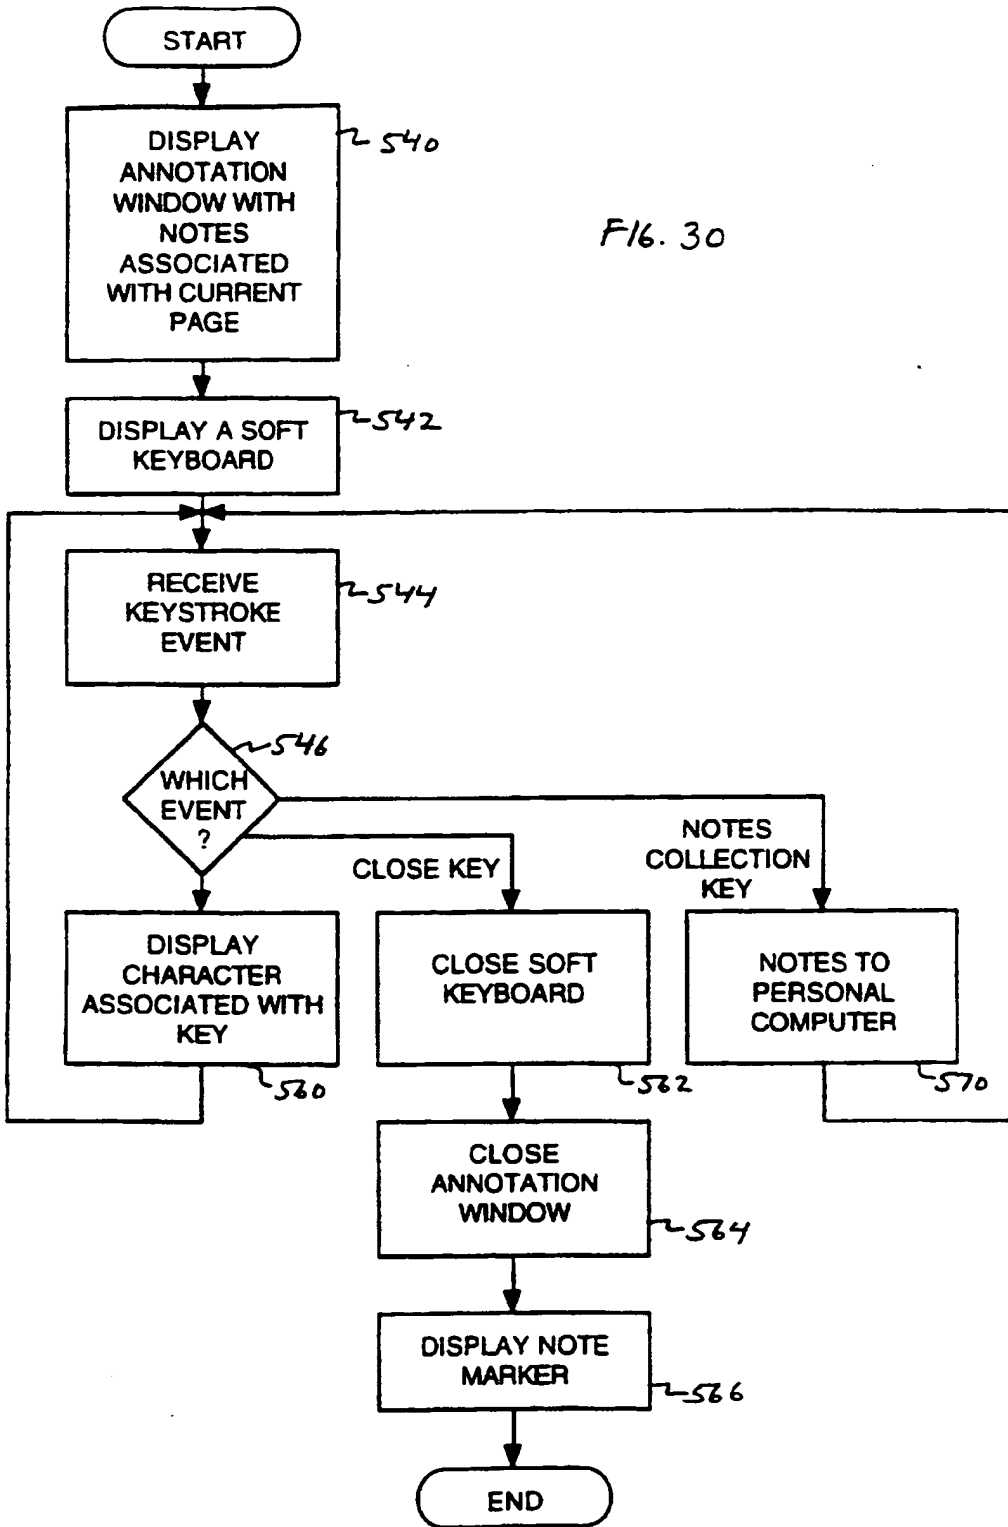 START
DISPLAY
ANNOTATION
WINDOW WITH
NOTES
ASSOCIATED
WITH CURRENT
PAGE
540
FIG. 30
DISPLAY A SOFT
KEYBOARD
542
RECEIVE
KEYSTROKE
EVENT
544
WHICH
EVENT
?
546
CLOSE KEY
NOTES
COLLECTION
KEY
DISPLAY
CHARACTER
ASSOCIATED WITH
KEY
560
CLOSE SOFT
KEYBOARD
562
NOTES TO
PERSONAL
COMPUTER
570
CLOSE
ANNOTATION
WINDOW
564
DISPLAY NOTE
MARKER
566
END